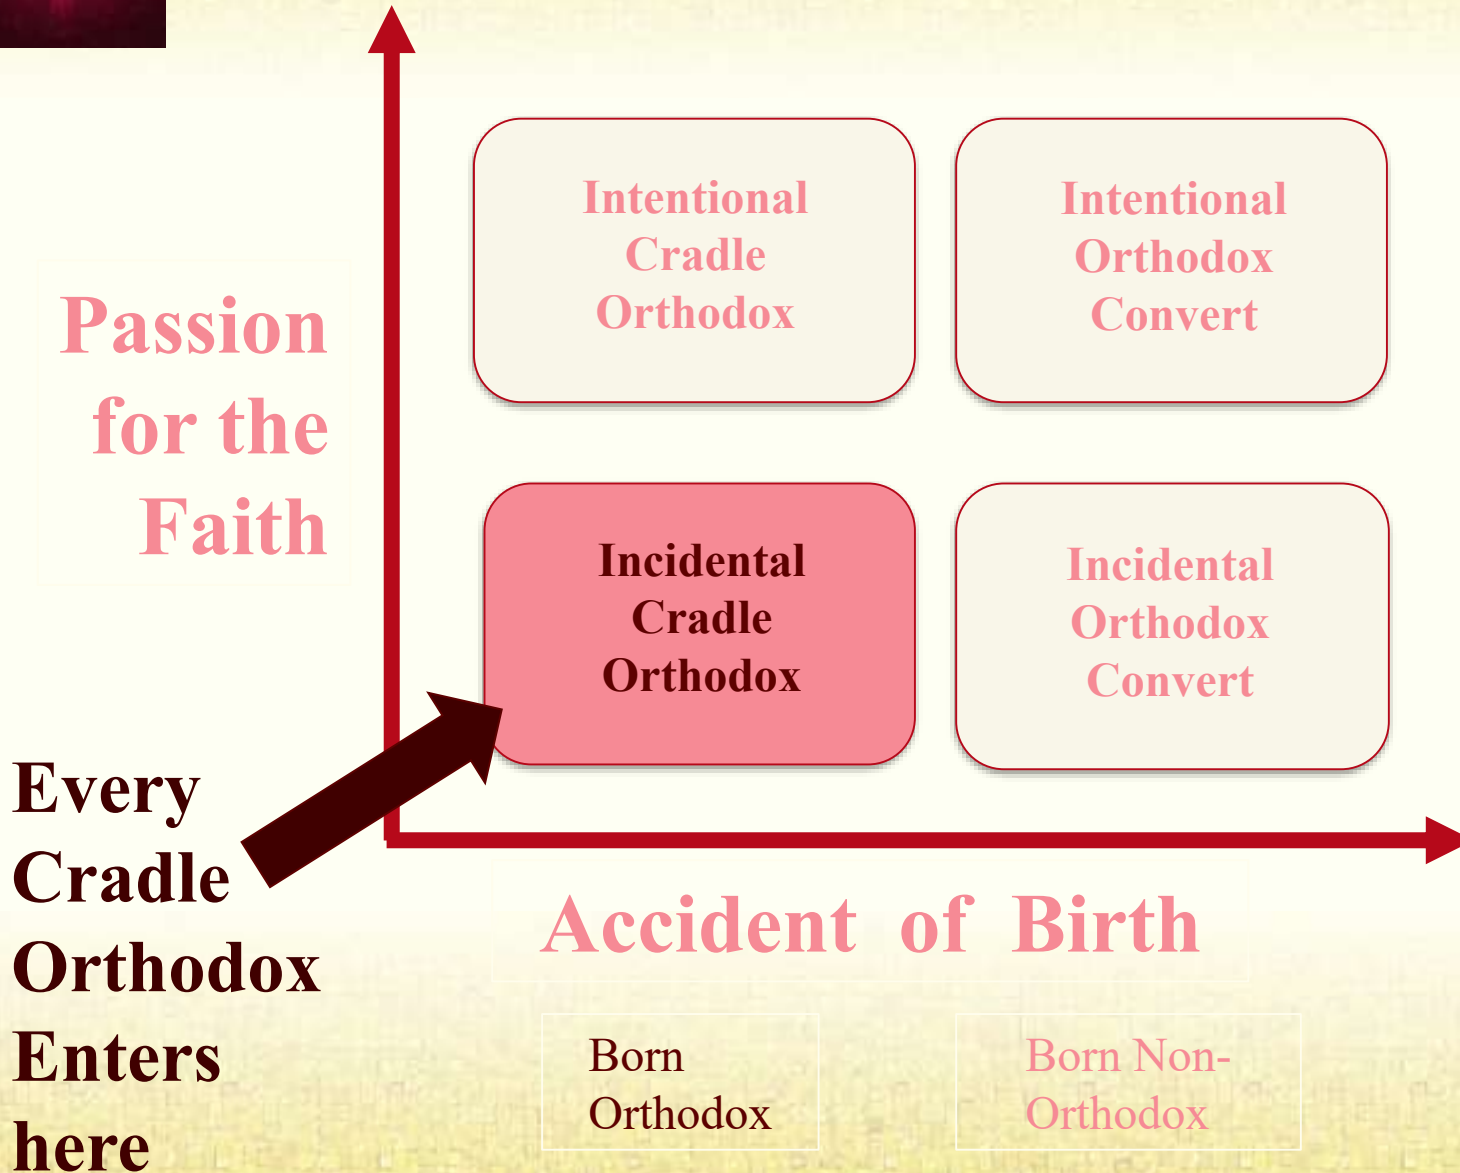 Intentional
Cradle
Orthodox
Intentional
Orthodox
Convert
Passion
for the
Faith
Incidental
Cradle
Orthodox
Incidental
Orthodox
Convert
Every
Cradle
Orthodox
Enters
here
Accident of Birth
Born
Orthodox
Born Non-
Orthodox